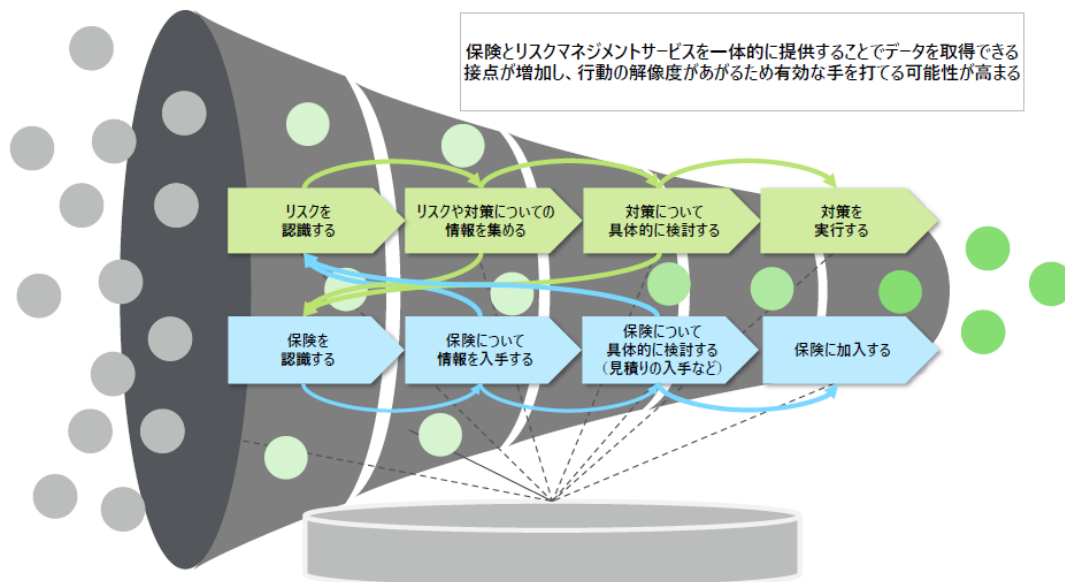 保険とリスクマネジメントサービスを一体的に提供することでデータを取得できる
接点が増加し、行動の解像度があがるため有効な手を打てる可能性が高まる
リスクを
認識する
リスクや対策についての
情報を集める
対策について
具体的に検討する
対策を
実行する
保険を
認識する
保険について
情報を入手する
保険について
具体的に検討する
（見積りの入手など）
保険に加入する